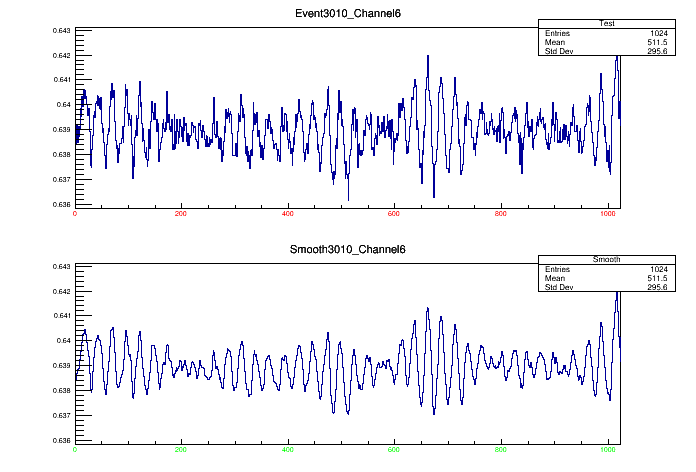 Event3010_Channel6
Test
Entries 1024
Mean 511.5
Std Dev 295.6
0.643
0.642
0.641
0.64
0.639
0.638
0.637
0.636
0 200 400 600 800 1000
Smooth3010_Channel6
Smooth
Entries 1024
Mean 511.5
Std Dev 295.6
0.643
0.642
0.641
0.64
0.639
0.638
0.637
0.636
0 200 400 600 800 1000